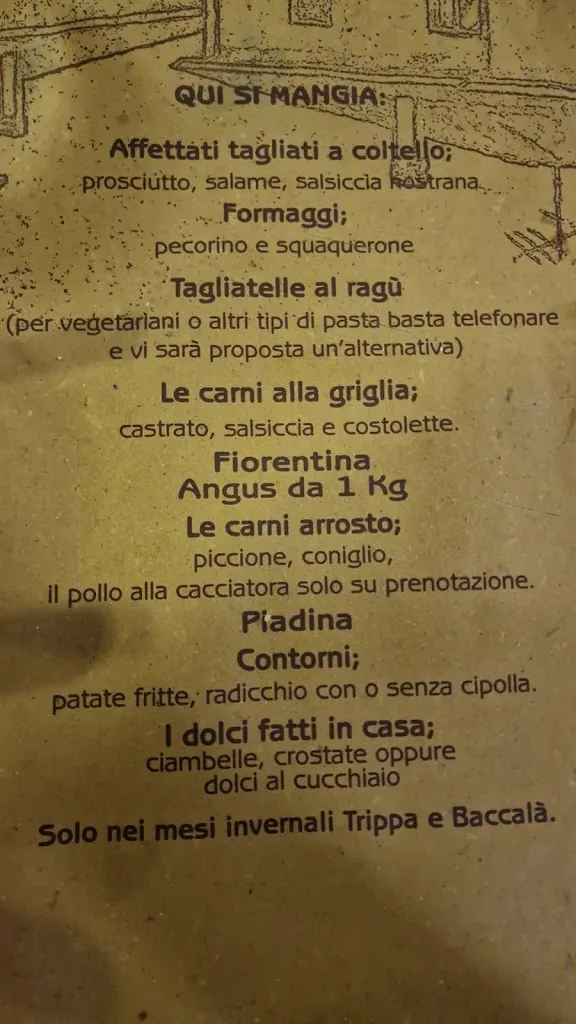 QUI SI MANGIA:
Affettati tagliati a coltello;
prosciutto, salame, salsiccia nostrana
Formaggi;
pecorino e squaquerone
Tagliatelle al ragù
(per vegetariani o altri tipi di pasta basta telefonare
e vi sarà proposta un'alternativa)
Le carni alla griglia;
castrato, salsiccia e costolette.
Fiorentina
Angus da 1 Kg
Le carni arrosto;
piccione, coniglio,
il pollo alla cacciatora solo su prenotazione.
Piadina
Contorni;
patate fritte, radicchio con o senza cipolla.
I dolci fatti in casa;
ciambelle, crostate oppure
dolci al cucchiaio
Solo nei mesi invernali Trippa e Baccalà.